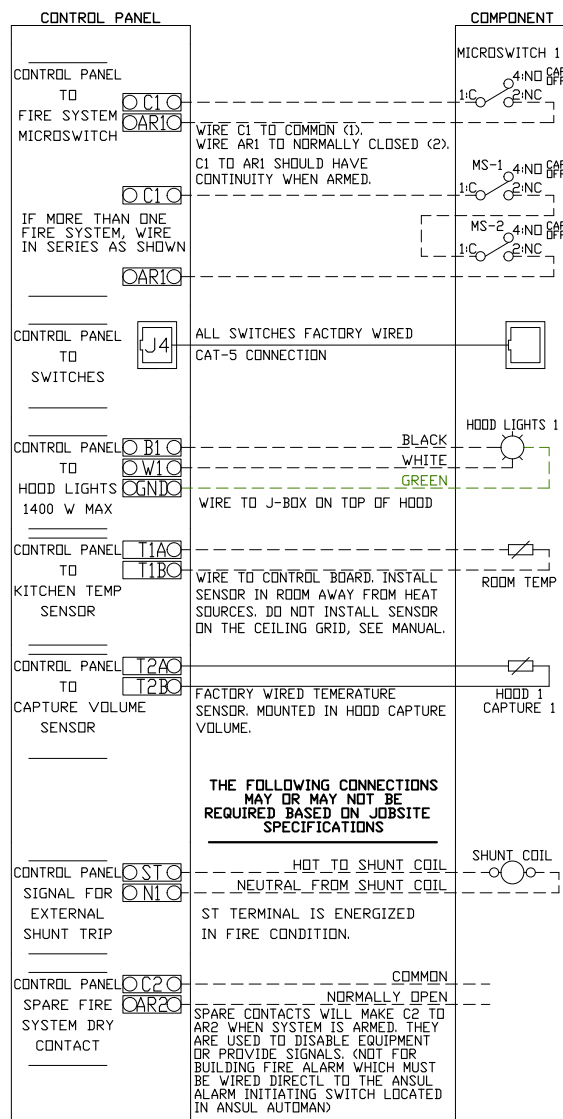 CONTROL PANEL
COMPONENT
MICROSWITCH 1
CONTROL PANEL
TO
FIRE SYSTEM
MICROSWITCH
C1
AR1
1:C
4:NO
2:NC
WIRE C1 TO COMMON (1).
WIRE AR1 TO NORMALLY CLOSED (2).
C1 TO AR1 SHOULD HAVE
CONTINUITY WHEN ARMED.
C1
MS-1
1:C
4:NO
2:NC
IF MORE THAN ONE
FIRE SYSTEM, WIRE
IN SERIES AS SHOWN
MS-2
1:C
4:NO
2:NC
AR1
CONTROL PANEL
TO
SWITCHES
J4
ALL SWITCHES FACTORY WIRED
CAT-5 CONNECTION
CONTROL PANEL
TO
HOOD LIGHTS
1400 W MAX
B1
W1
GND
BLACK
WHITE
GREEN
HOOD LIGHTS 1
WIRE TO J-BOX ON TOP OF HOOD
CONTROL PANEL
TO
KITCHEN TEMP
SENSOR
T1A
T1B
ROOM TEMP
WIRE TO CONTROL BOARD. INSTALL
SENSOR IN ROOM AWAY FROM HEAT
SOURCES. DO NOT INSTALL SENSOR
ON THE CEILING GRID, SEE MANUAL.
CONTROL PANEL
TO
CAPTURE VOLUME
SENSOR
T2A
T2B
HOOD 1
CAPTURE 1
FACTORY WIRED TEMERATURE
SENSOR. MOUNTED IN HOOD CAPTURE
VOLUME.
THE FOLLOWING CONNECTIONS
MAY OR MAY NOT BE
REQUIRED BASED ON JOBSITE
SPECIFICATIONS
CONTROL PANEL
SIGNAL FOR
EXTERNAL
SHUNT TRIP
ST
N1
HOT TO SHUNT COIL
NEUTRAL FROM SHUNT COIL
SHUNT COIL
ST TERMINAL IS ENERGIZED
IN FIRE CONDITION.
CONTROL PANEL
SPARE FIRE
SYSTEM DRY
CONTACT
C2
AR2
COMMON
NORMALLY OPEN
SPARE CONTACTS WILL MAKE C2 TO
AR2 WHEN SYSTEM IS ARMED. THEY
ARE USED TO DISABLE EQUIPMENT
OR PROVIDE SIGNALS. (NOT FOR
BUILDING FIRE ALARM WHICH MUST
BE WIRED DIRECTL TO THE ANSUL
ALARM INITIATING SWITCH LOCATED
IN ANSUL AUTOMAN)